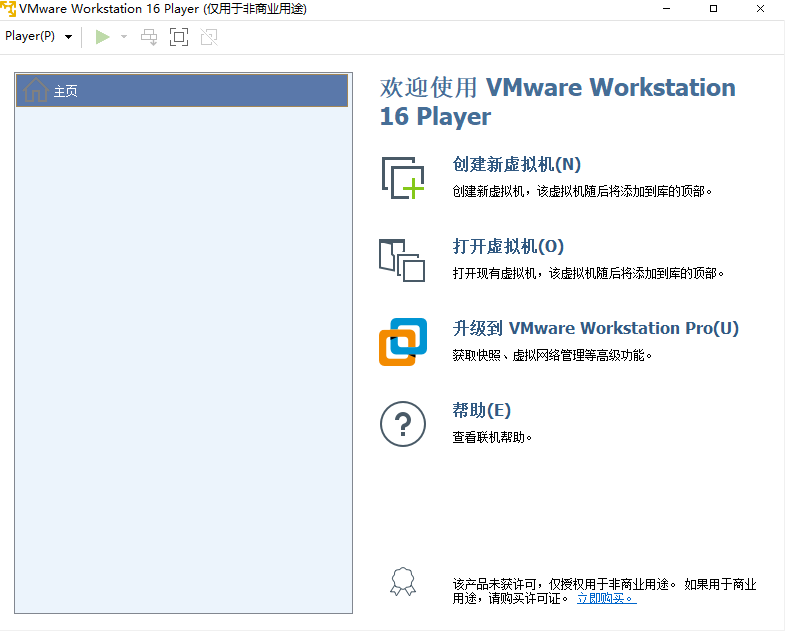 VMware Workstation 16 Player (仅用于非商业用途)
Player(P)
主页
欢迎使用 VMware Workstation
16 Player
创建新虚拟机(N)
创建新虚拟机，该虚拟机随后将添加到库的顶部。
打开虚拟机(O)
打开现有虚拟机，该虚拟机随后将添加到库的顶部。
升级到 VMware Workstation Pro(U)
获取快照、虚拟网络管理等高级功能。
帮助(E)
查看联机帮助。
该产品未获许可，仅授权用于非商业用途。 如果用于商业
用途，请购买许可证。 立即购买。